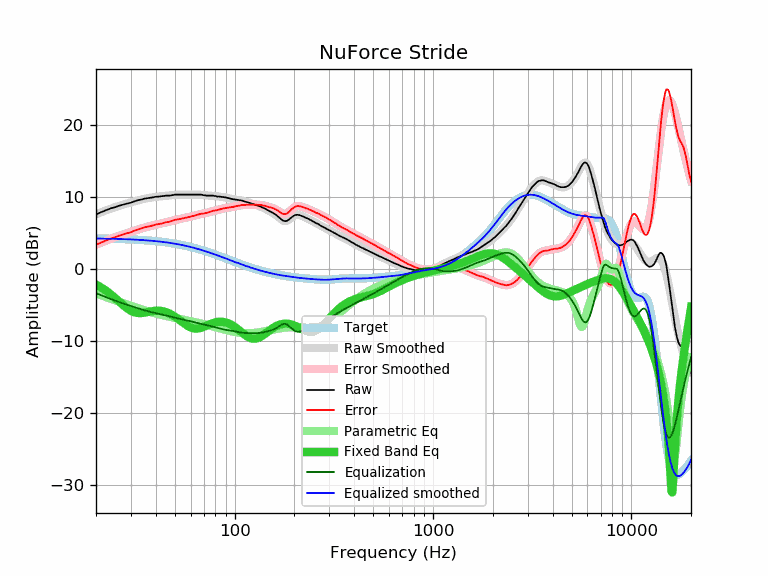 NuForce Stride
Amplitude (dBr)
20
10
0
−10
−20
−30
Target
Raw Smoothed
Error Smoothed
Raw
Error
Parametric Eq
Fixed Band Eq
Equalization
Equalized smoothed
100
1000
10000
Frequency (Hz)